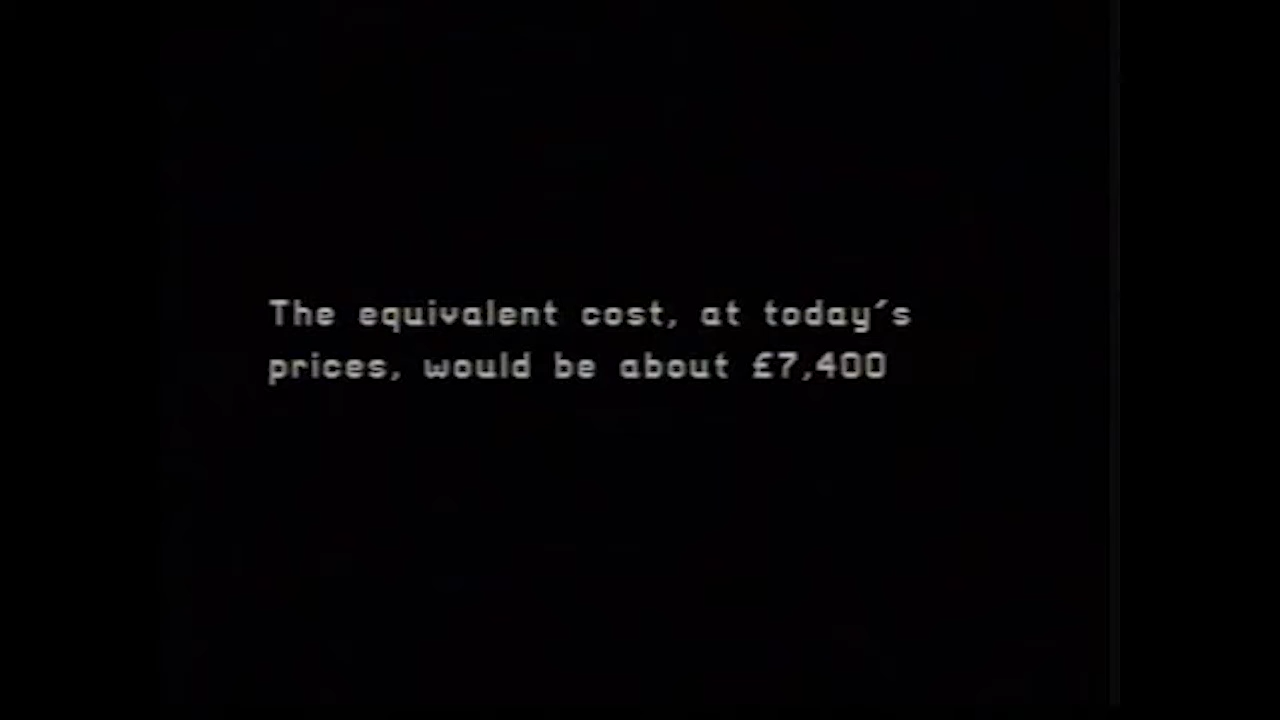 The equivalent cost, at today's
prices, would be about £7,400